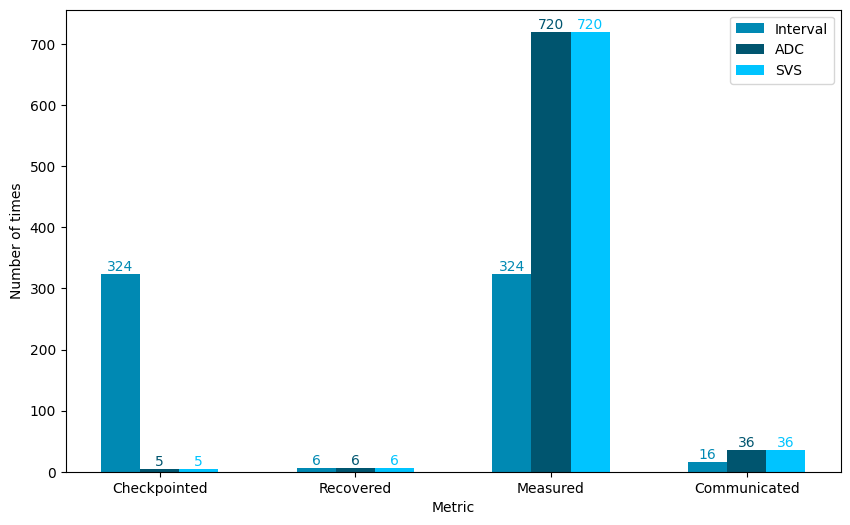 Interval
ADC
SVS
Number of times
700
600
500
400
300
200
100
0
324
5
5
6
6
6
324
720
720
16
36
36
Checkpointed
Recovered
Measured
Communicated
Metric